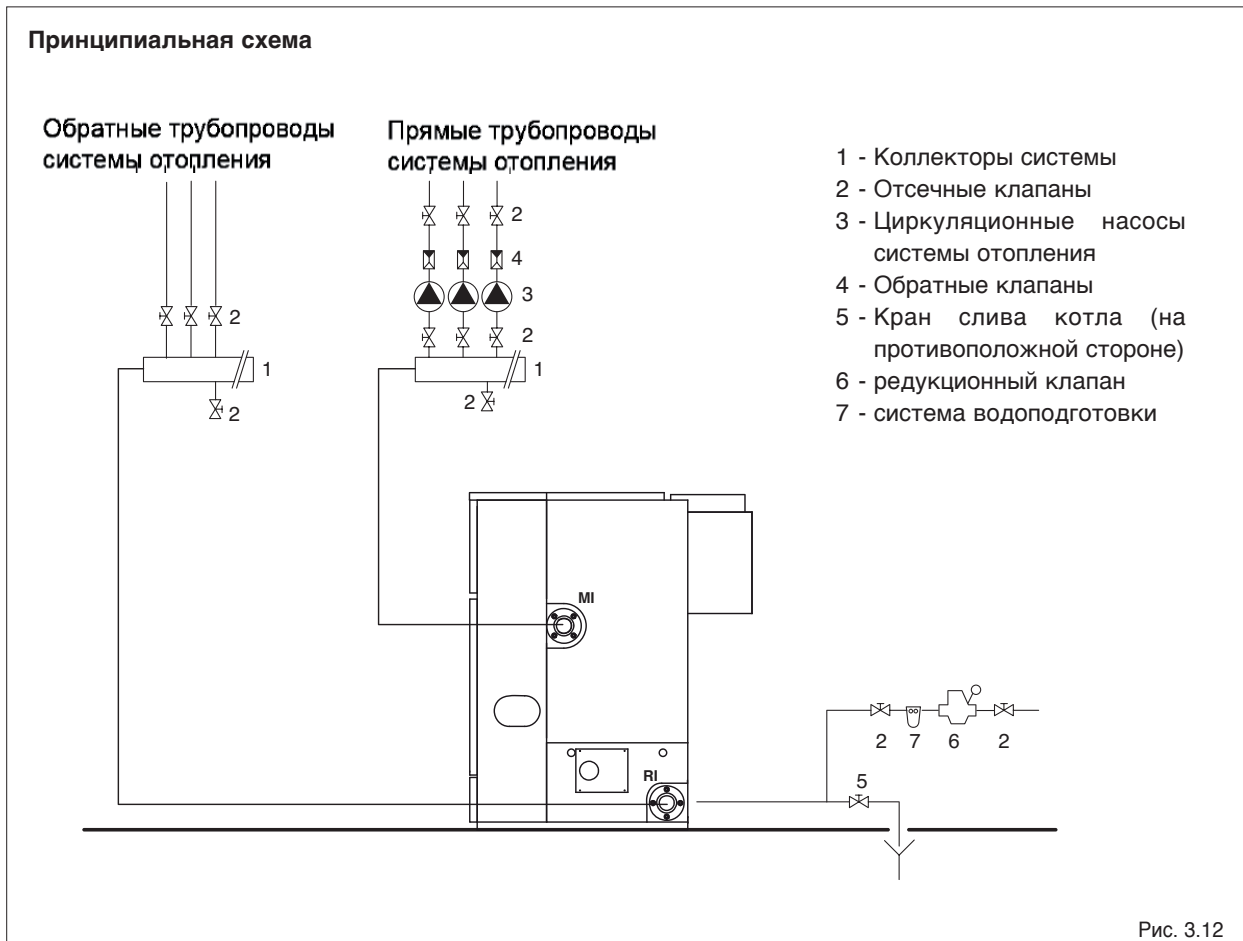 Принципиальная схема
Обратные трубопроводы
системы отопления
Прямые трубопроводы
системы отопления
1 - Коллекторы системы
2 - Отсечные клапаны
3 - Циркуляционные насосы
системы отопления
4 - Обратные клапаны
5 - Кран слива котла (на
противоположной стороне)
6 - редукционный клапан
7 - система водоподготовки
2
4
3
2
2
1
1
2
2
MI
2 7 6 2
RI
5
Рис. 3.12